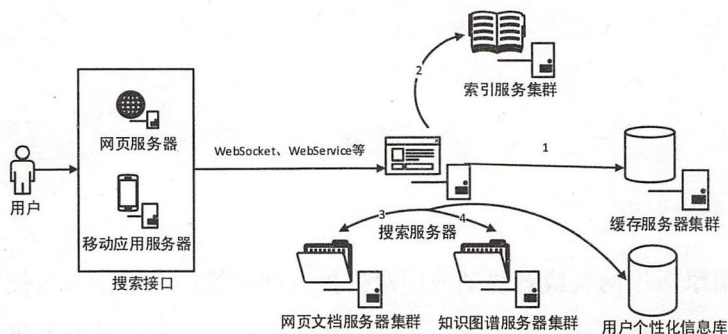 索引服务集群
2
网页服务器
WebSocket、WebService等
1
用户
移动应用服务器
缓存服务器集群
3
4
搜索服务器
搜索接口
网页文档服务器集群
知识图谱服务器集群
用户个性化信息库